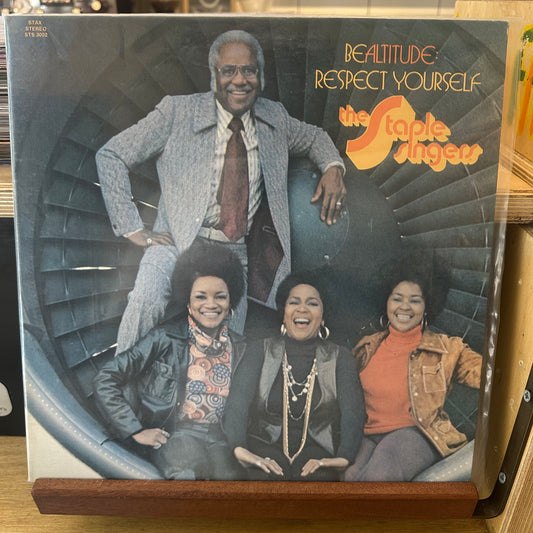 STAX
STEREO
STS 3002
BEALTITUDE:
RESPECT YOURSELF
the
Staple
singers